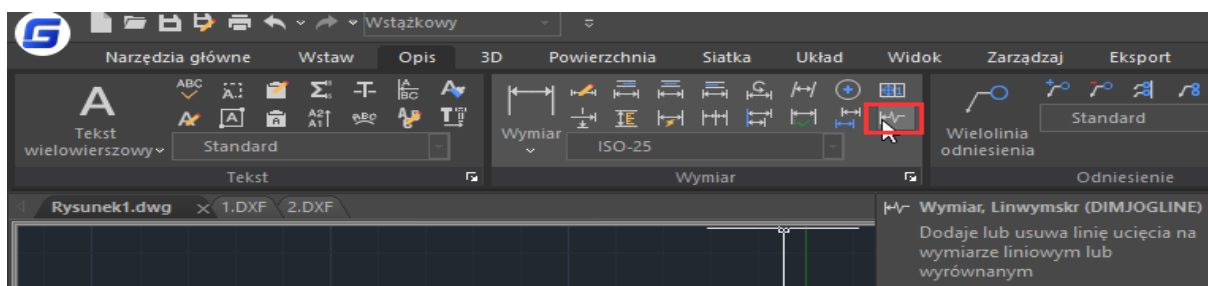 Wstążkowy
Narzędzia główne Wstaw Opis 3D Powierzchnia Siatka Układ Widok Zarządzaj Eksport
Tekst
wielowierszowy
Standard
Tekst
Wymiar
ISO-25
Wymiar
Wielolinia
odniesienia
Standard
Odniesienie
Rysunek1.dwg 1.DXF 2.DXF
Wymiar, Linwymskr (DIMJOGLINE)
Dodaje lub usuwa linię ucięcia na
wymiarze liniowym lub
wyrównanym